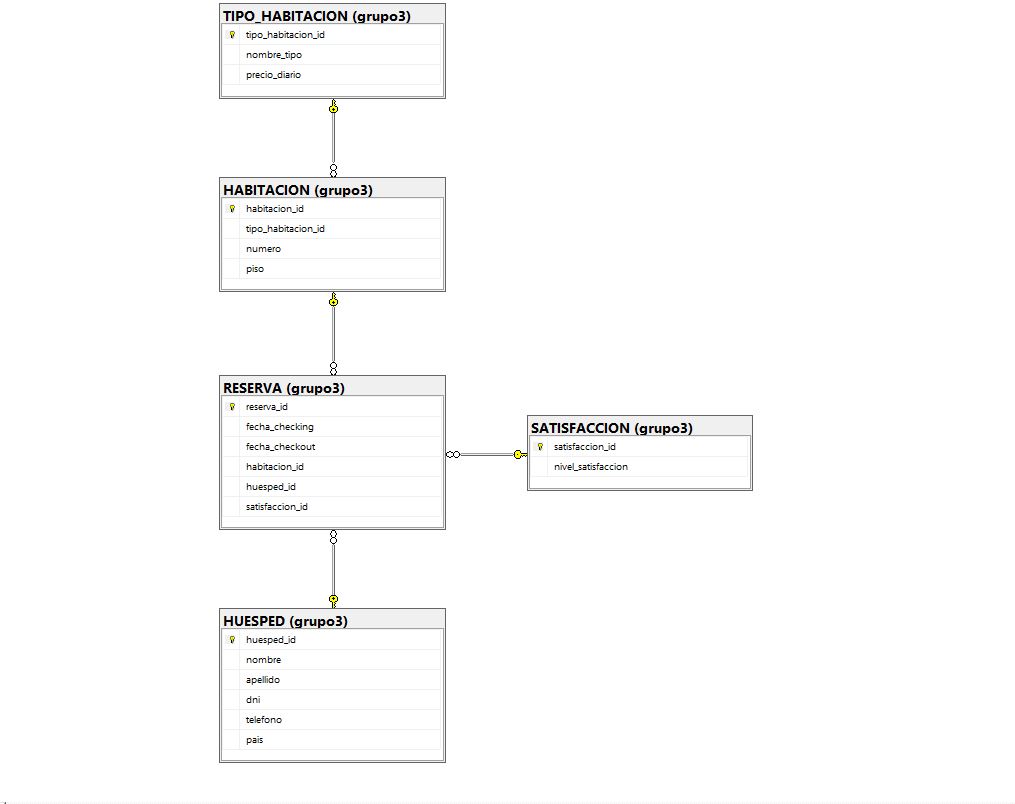 TIPO_HABITACION (grupo3)
tipo_habitacion_id
nombre_tipo
precio_diario
HABITACION (grupo3)
habitacion_id
tipo_habitacion_id
numero
piso
RESERVA (grupo3)
reserva_id
fecha_checking
fecha_checkout
habitacion_id
huesped_id
satisfaccion_id
SATISFACCION (grupo3)
satisfaccion_id
nivel_satisfaccion
HUESPED (grupo3)
huesped_id
nombre
apellido
dni
telefono
pais